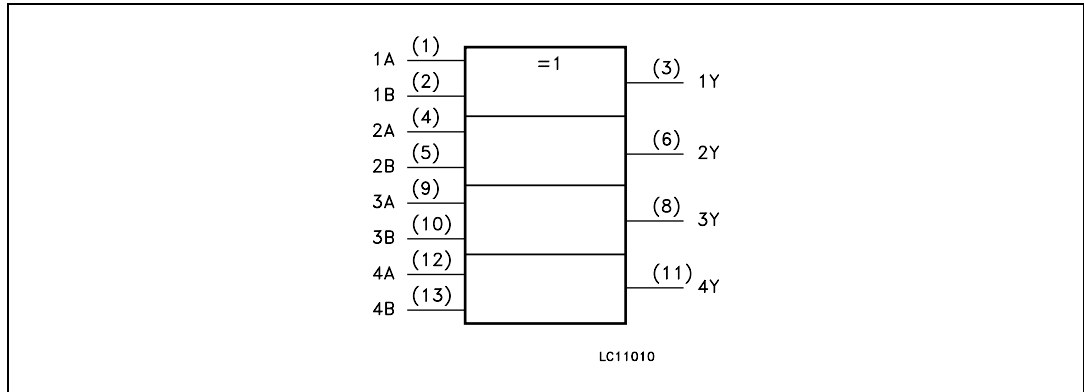 1A (1) =1 (3) 1Y
1B (2)
2A (4) (6) 2Y
2B (5)
3A (9) (8) 3Y
3B (10)
4A (12) (11) 4Y
4B (13)
LC11010